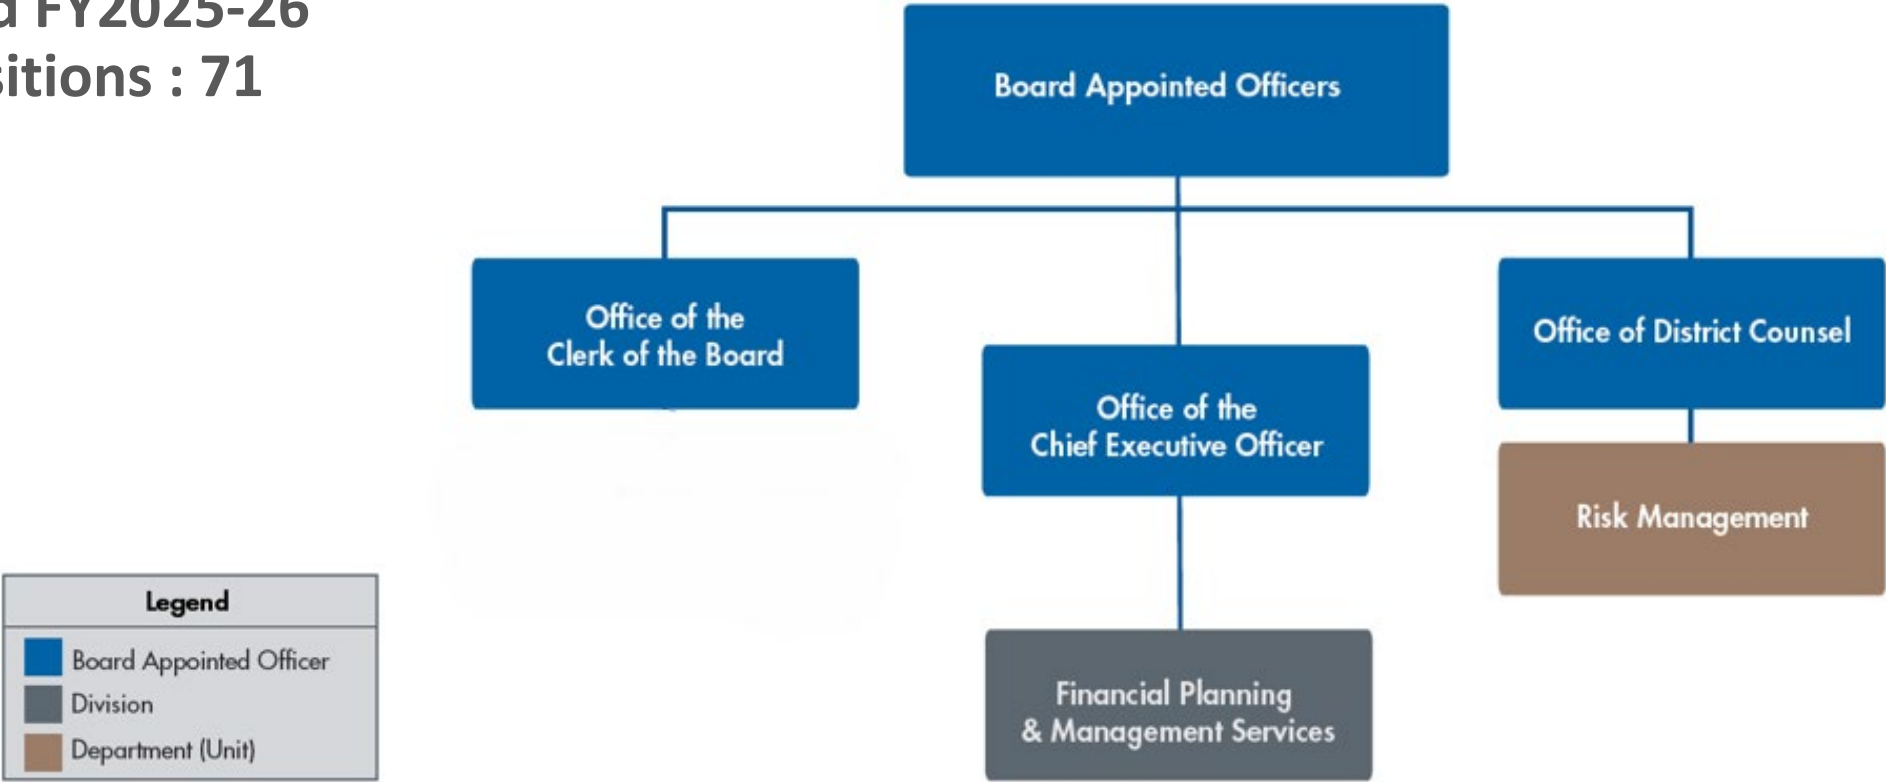 FY2025-26
: 71
Board Appointed Officers
Office of the
Clerk of the Board
Office of the
Chief Executive Officer
Office of District Counsel
Risk Management
Financial Planning
& Management Services
Legend
Board Appointed Officer
Division
Department (Unit)